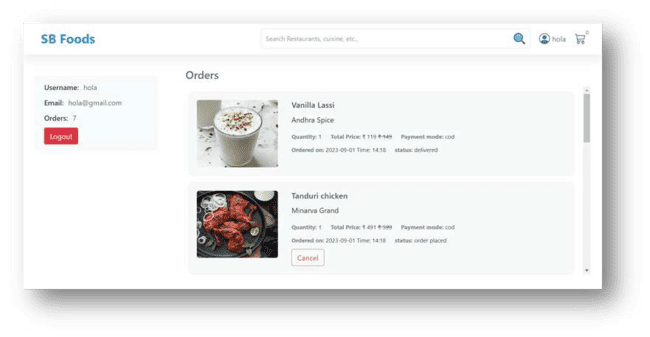 SB Foods
Search Restaurants, cuisine, etc.,
hola
0
Username: hola
Email: hola@gmail.com
Orders: 7
Logout
Orders
Vanilla Lassi
Andhra Spice
Quantity: 1 Total Price: ₹ 119 ₹ 149 Payment mode: cod
Ordered on: 2023-09-01 Time: 14:18 status: delivered
Tanduri chicken
Minarva Grand
Quantity: 1 Total Price: ₹ 491 ₹ 599 Payment mode: cod
Ordered on: 2023-09-01 Time: 14:18 status: order placed
Cancel